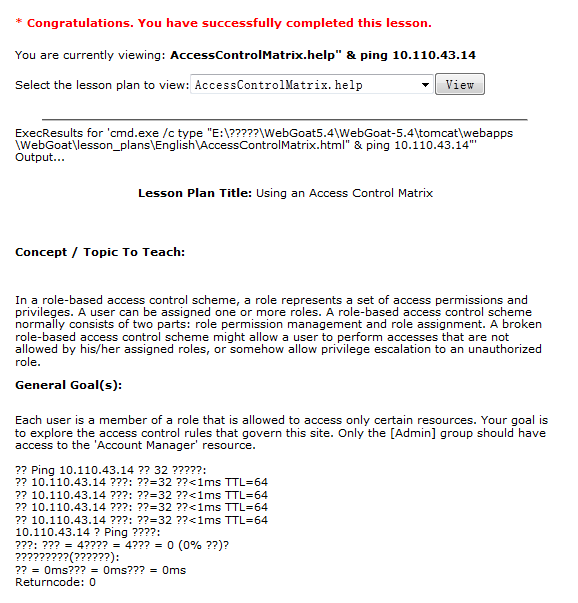 * Congratulations. You have successfully completed this lesson.
You are currently viewing: AccessControlMatrix.help" & ping 10.110.43.14
Select the lesson plan to view: AccessControlMatrix.help View
ExecResults for 'cmd.exe /c type "E:\?????\WebGoat5.4\WebGoat-5.4\tomcat\webapps
\WebGoat\lesson_plans\English\AccessControlMatrix.html" & ping 10.110.43.14"'
Output...
Lesson Plan Title: Using an Access Control Matrix
Concept / Topic To Teach:
In a role-based access control scheme, a role represents a set of access permissions and
privileges. A user can be assigned one or more roles. A role-based access control scheme
normally consists of two parts: role permission management and role assignment. A broken
role-based access control scheme might allow a user to perform accesses that are not
allowed by his/her assigned roles, or somehow allow privilege escalation to an unauthorized
role.
General Goal(s):
Each user is a member of a role that is allowed to access only certain resources. Your goal is
to explore the access control rules that govern this site. Only the [Admin] group should have
access to the 'Account Manager' resource.
?? Ping 10.110.43.14 ?? 32 ?????:
?? 10.110.43.14 ???: ??=32 ??<1ms TTL=64
?? 10.110.43.14 ???: ??=32 ??<1ms TTL=64
?? 10.110.43.14 ???: ??=32 ??<1ms TTL=64
?? 10.110.43.14 ???: ??=32 ??<1ms TTL=64
10.110.43.14 ? Ping ????:
???: ??? = 4???? = 4??? = 0 (0% ??)?
?????????(??????):
?? = 0ms??? = 0ms??? = 0ms
Returncode: 0